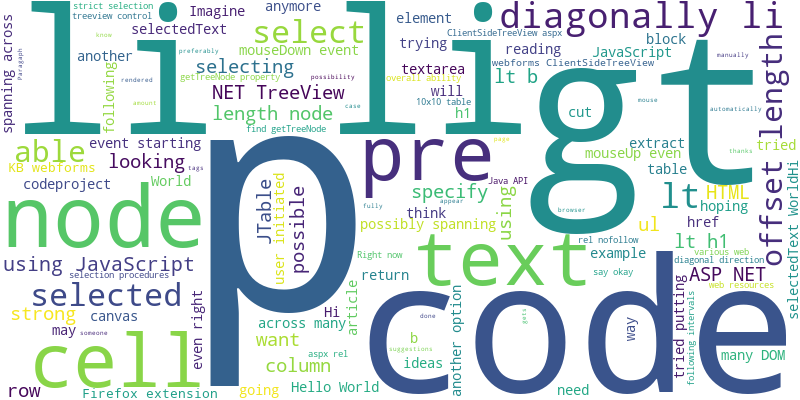 strict selection
treeview control
Imagine
anymore
li li
gt
diagonally li
selectedText
another
select
element
mouseDown event
trying
ClientSideTreeView aspx
reading
block
JavaScript
webforms ClientSideTreeView
spanning across
Paragaph
know
rendered
following
selecting
getTreeNode property
preferably
possibility
textarea
overall ability
lt b
manually
NET TreeView
length node
will
10x10 table
h1
case
amount
find getTreeNode
mouse
automatically
cut
able
event starting
looking
KB webforms
tags
codeproject
World
p
pre
page
thanks
mouseUp even
extract
tried
table
offset length
Java API
fully
appear
specify
using
browser
lt
HTML
hoping
selectedText WorldHi
node
JTable
user initiated
possible
think
possibly spanning
ul
href
lt h1
various web
diagonal direction
rel nofollow
example
say okay
using JavaScript
selection procedures
Right now
return
text
ASP NET
web resources
selected
strong
canvas
may
someone
even right
Hi
article
across many
done
b
suggestions
ideas
another option
code
gets
way
tried putting
following intervals
many DOM
cell
want
aspx rel
column
row
Firefox extension
going
Hello World
need